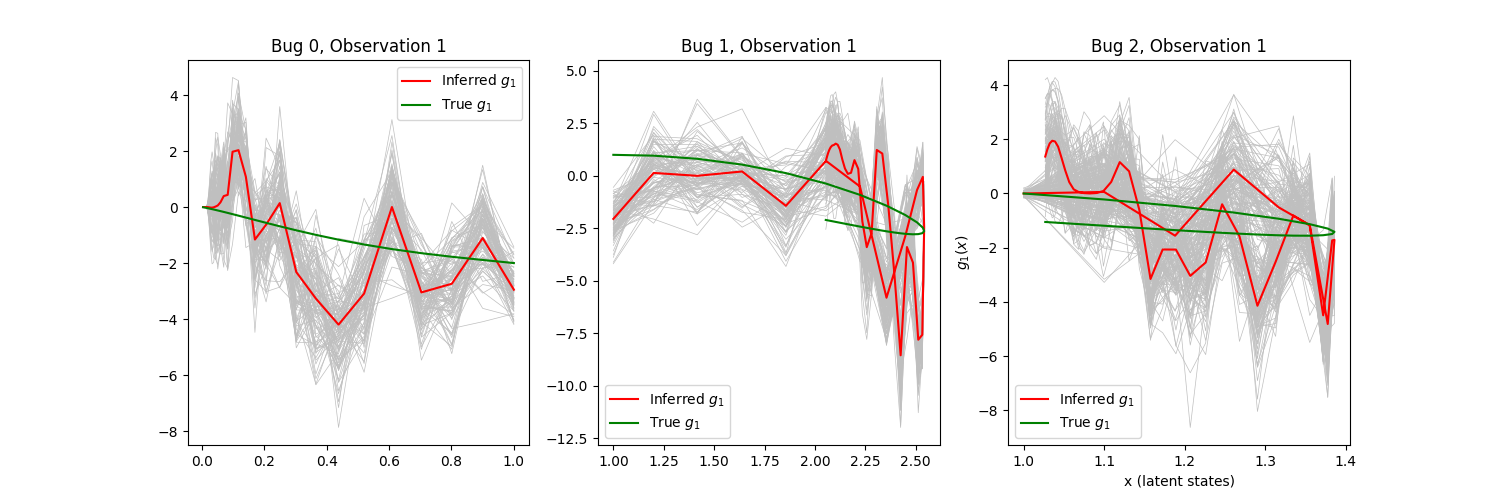 Bug 0, Observation 1
Inferred g₁
True g₁
4
2
0
−2
−4
−6
−8
0.0 0.2 0.4 0.6 0.8 1.0
Bug 1, Observation 1
5.0
2.5
0.0
−2.5
−5.0
−7.5
−10.0
−12.5
Inferred g₁
True g₁
1.00 1.25 1.50 1.75 2.00 2.25 2.50
Bug 2, Observation 1
g₁(x)
4
2
0
−2
−4
−6
−8
Inferred g₁
True g₁
1.0 1.1 1.2 1.3 1.4
x (latent states)